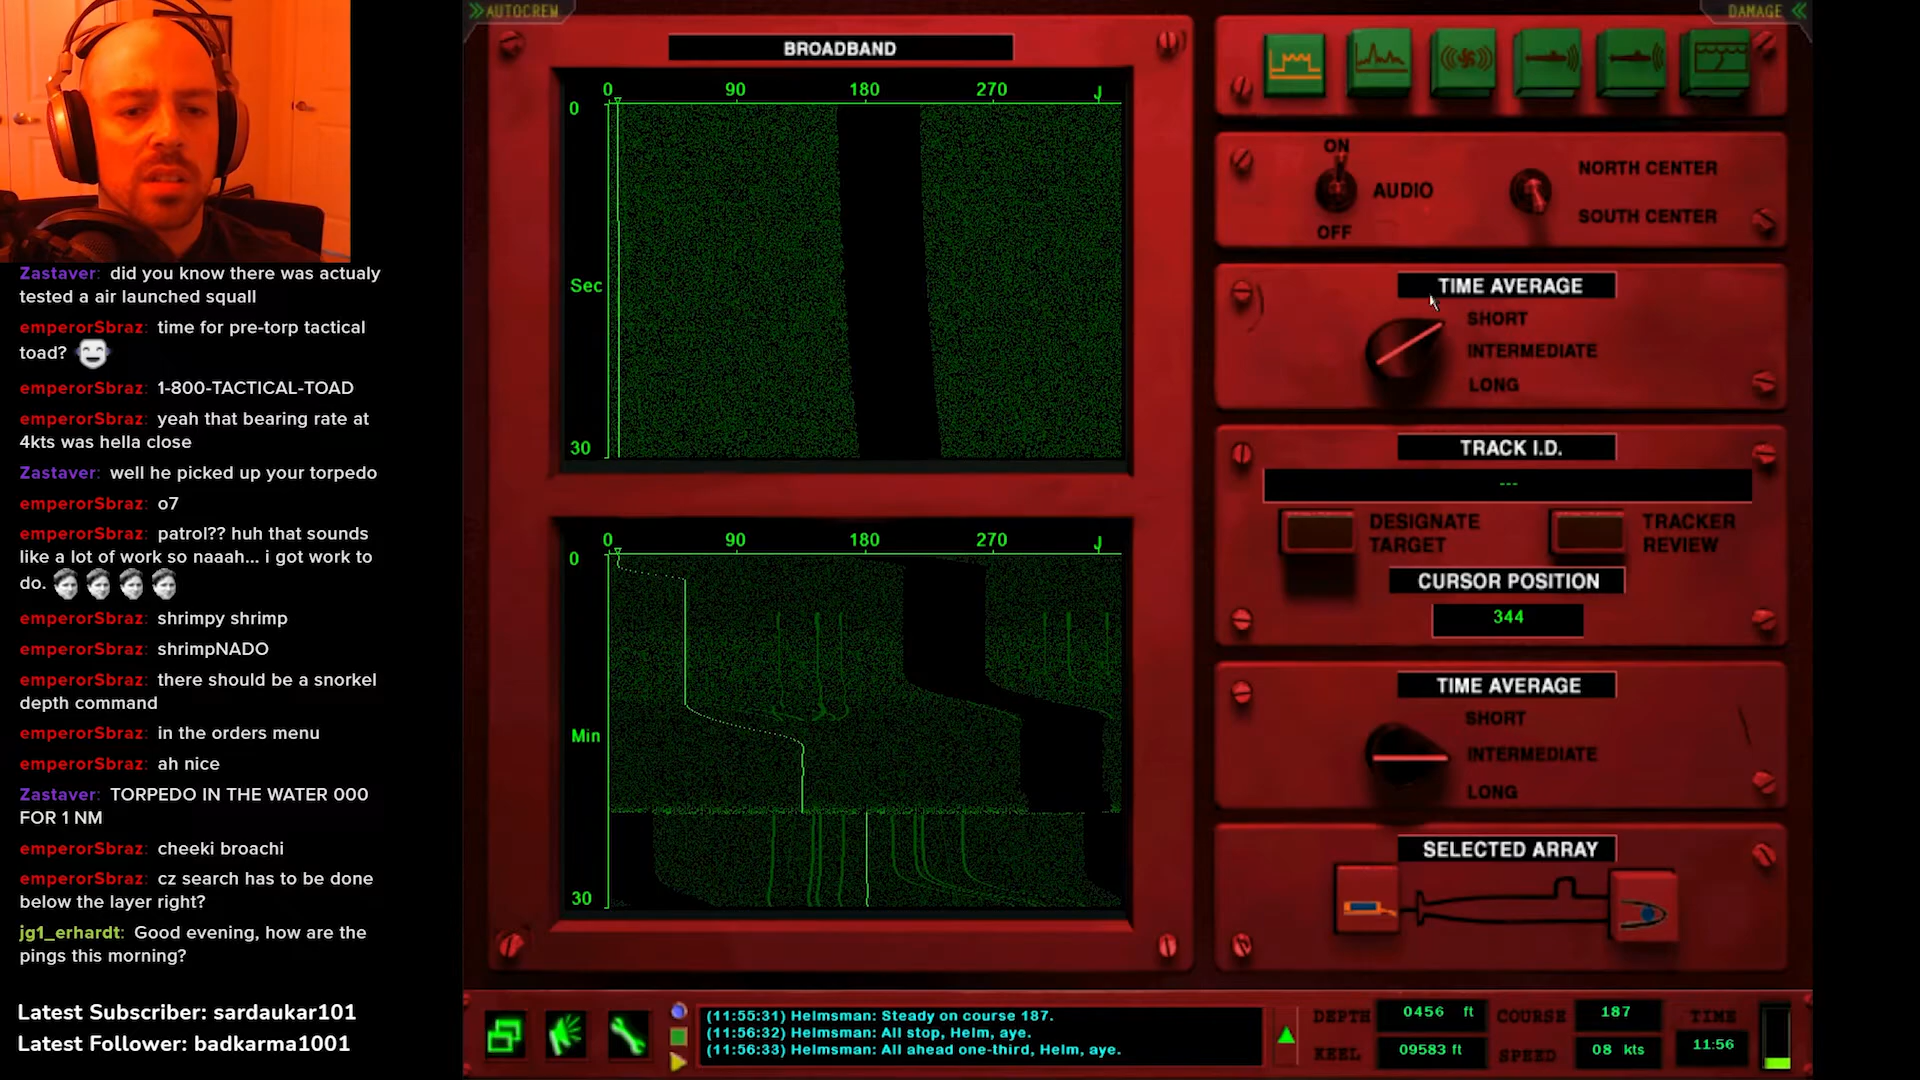 AUTOCREW
DAMAGE
BROADBAND
0 90 180 270 J
0
Sec
30
0 90 180 270 J
0
Min
30
ON
AUDIO
OFF
NORTH CENTER
SOUTH CENTER
TIME AVERAGE
SHORT
INTERMEDIATE
LONG
TRACK I.D.
---
DESIGNATE
TARGET
TRACKER
REVIEW
CURSOR POSITION
344
TIME AVERAGE
SHORT
INTERMEDIATE
LONG
SELECTED ARRAY
Zastaver: did you know there was actualy
tested a air launched squall
emperorSbraz: time for pre-torp tactical
toad?
emperorSbraz: 1-800-TACTICAL-TOAD
emperorSbraz: yeah that bearing rate at
4kts was hella close
Zastaver: well he picked up your torpedo
emperorSbraz: o7
emperorSbraz: patrol?? huh that sounds
like a lot of work so naaah... i got work to
do.
emperorSbraz: shrimpy shrimp
emperorSbraz: shrimpNADO
emperorSbraz: there should be a snorkel
depth command
emperorSbraz: in the orders menu
emperorSbraz: ah nice
Zastaver: TORPEDO IN THE WATER 000
FOR 1 NM
emperorSbraz: cheeki broachi
emperorSbraz: cz search has to be done
below the layer right?
jg1_erhardt: Good evening, how are the
pings this morning?
Latest Subscriber: sardaukar101
Latest Follower: badkarma1001
(11:55:31) Helmsman: Steady on course 187.
(11:56:32) Helmsman: All stop, Helm, aye.
(11:56:33) Helmsman: All ahead one-third, Helm, aye.
DEPTH 0456 ft COURSE 187 TIME
KEEL 09583 ft SPEED 08 kts 11:56